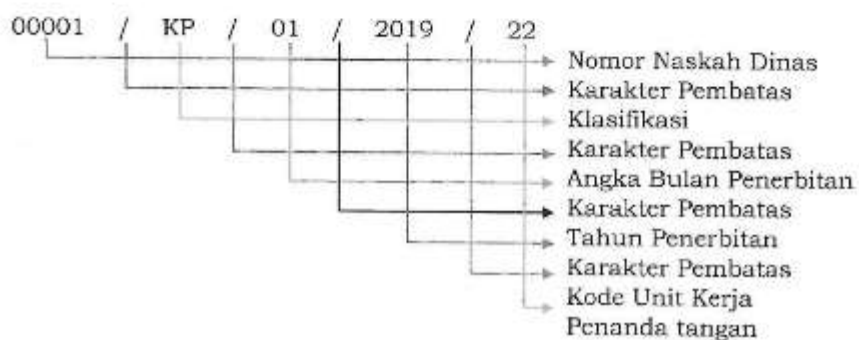 00001 / KP / 01 / 2019 / 22
Nomor Naskah Dinas
Karakter Pembatas
Klasifikasi
Karakter Pembatas
Angka Bulan Penerbitan
Karakter Pembatas
Tahun Penerbitan
Karakter Pembatas
Kode Unit Kerja
Penanda tangan